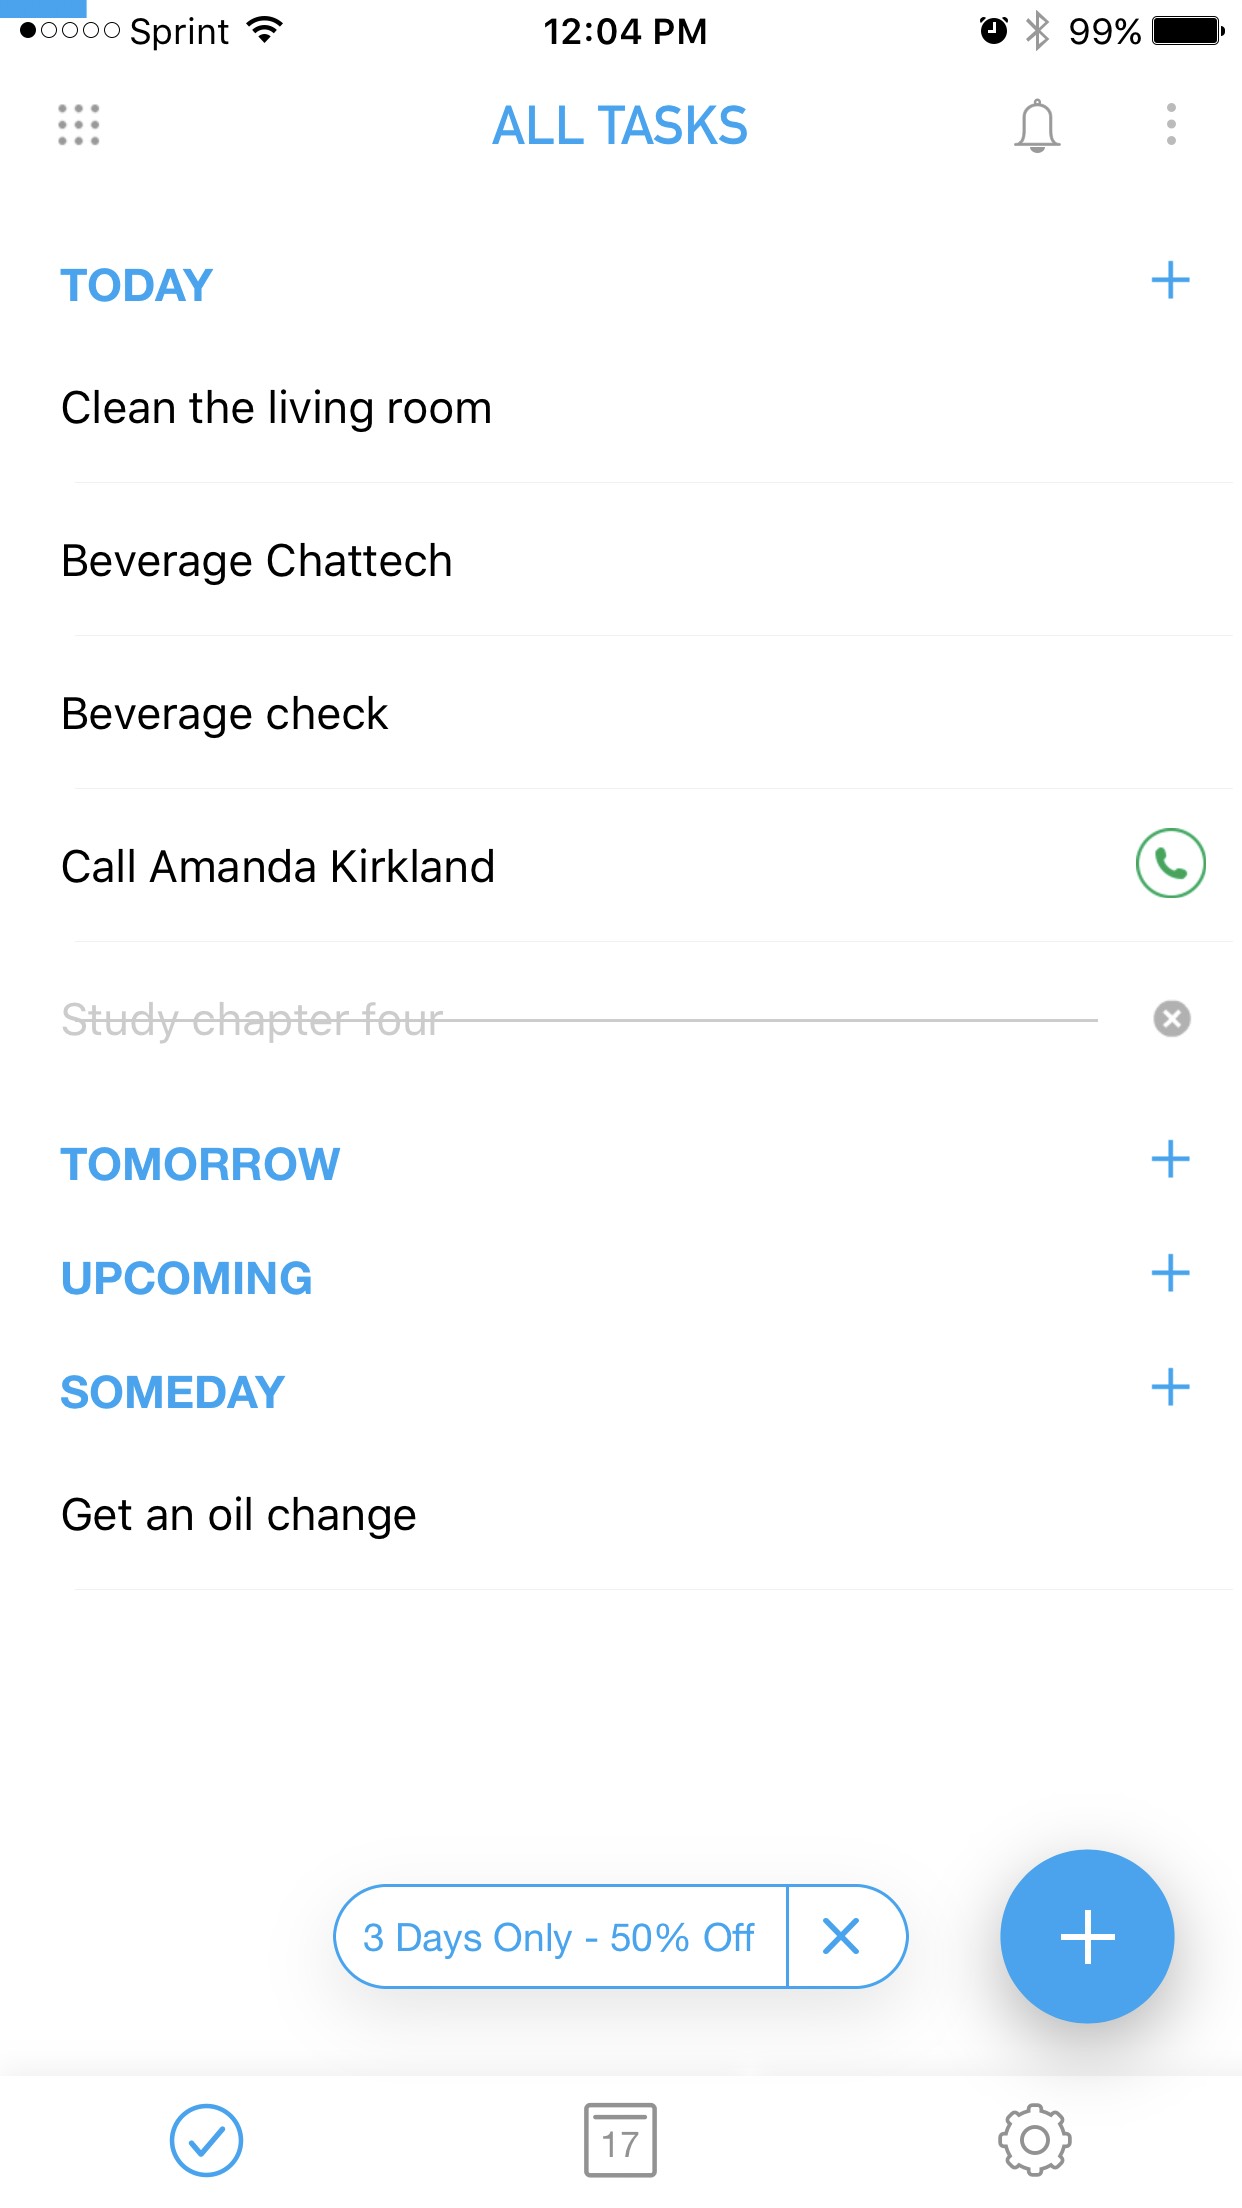 Sprint 12:04 PM 99%
ALL TASKS
TODAY
Clean the living room
Beverage Chattech
Beverage check
Call Amanda Kirkland
Study chapter four
TOMORROW
UPCOMING
SOMEDAY
Get an oil change
3 Days Only - 50% Off
17